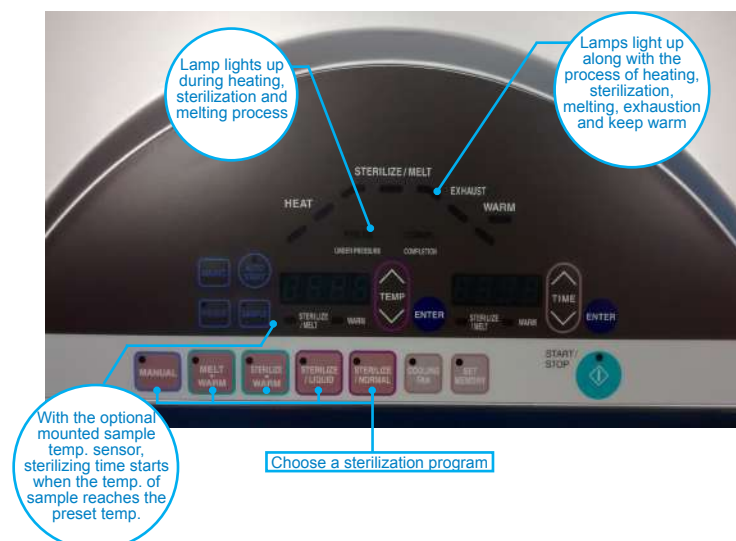 Lamp lights up
during heating,
sterilization and
melting process
Lamps light up
along with the
process of heating,
sterilization,
melting, exhaustion
and keep warm
STERILIZE / MELT
HEAT
EXHAUST
WARM
UNDER PRESSURE
COMPLETION
AUTO
START
TEMP
TIME
ENTER
ENTER
STERILIZE
/MELT
WARM
STERILIZE
/MELT
WARM
MANUAL
MELT
+
WARM
STERILIZE
+
WARM
STERILIZE
/ LIQUID
STERILIZE
/ NORMAL
COOLING
FAN
SET
MEMORY
START/
STOP
With the optional
mounted sample
temp. sensor,
sterilizing time starts
when the temp. of
sample reaches the
preset temp.
Choose a sterilization program